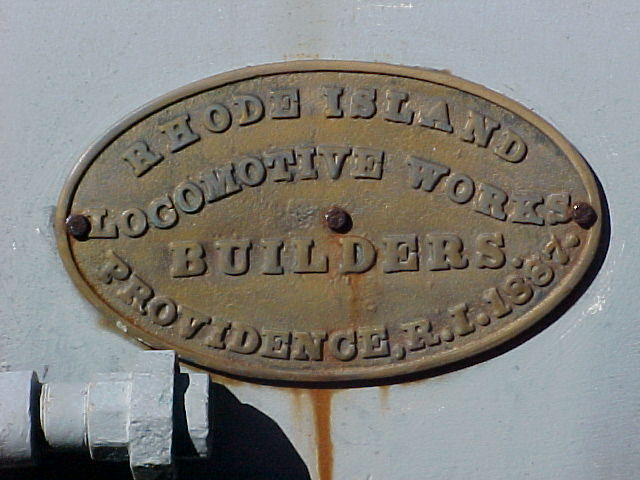 RHODE ISLAND
LOCOMOTIVE WORKS
BUILDERS.
PROVIDENCE, R.I. 1887.